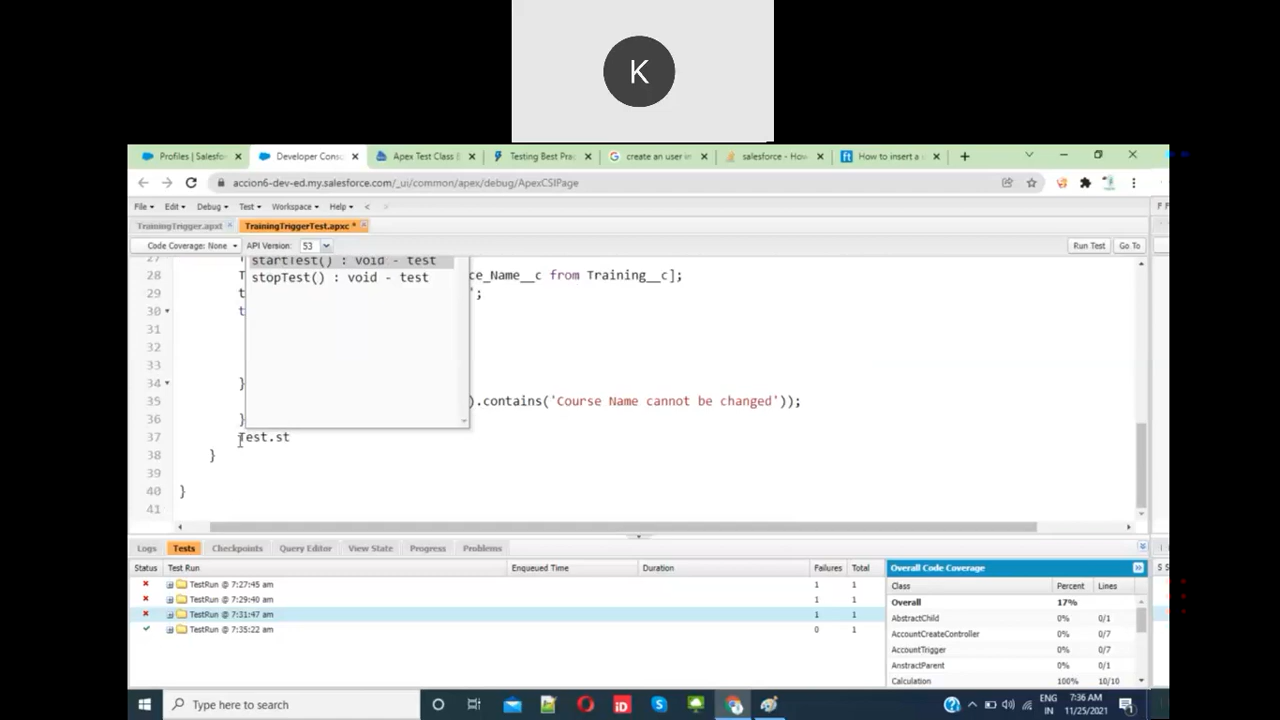 K
Profiles | Salesfor
Developer Conso
Apex Test Class |
Testing Best Prac
create an user in
salesforce - How
How to insert a
accion6-dev-ed.my.salesforce.com/_ui/common/apex/debug/ApexCSIPage
File Edit Debug Test Workspace Help < >
TrainingTrigger.apxt TrainingTriggerTest.apxc *
Code Coverage: None API Version: 53 Run Test Go To
27
startTest() : void - test
28 T ce_Name__c from Training__c];
stopTest() : void - test
29 t ';
30 t
31
32
33
34 }
35 ).contains('Course Name cannot be changed'));
36 }
37 Test.st
38 }
39
40 }
41
Logs Tests Checkpoints Query Editor View State Progress Problems
Status Test Run Enqueued Time Duration Failures Total
TestRun @ 7:27:45 am 1 1
TestRun @ 7:29:40 am 1 1
TestRun @ 7:31:47 am 1 1
TestRun @ 7:35:22 am 0 1
Overall Code Coverage
Class Percent Lines
Overall 17%
AbstractChild 0% 0/1
AccountCreateController 0% 0/7
AccountTrigger 0% 0/7
AnstractParent 0% 0/1
Calculation 100% 10/10
Type here to search
ENG
IN
7:36 AM
11/25/2021